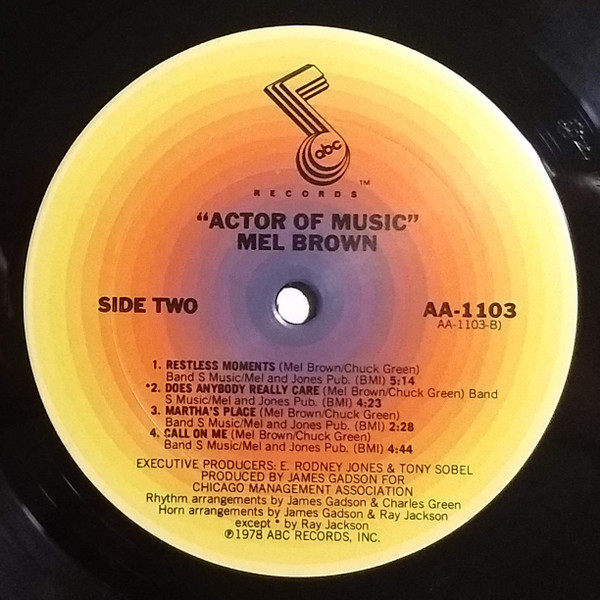 abc
RECORDS TM
"ACTOR OF MUSIC"
MEL BROWN
SIDE TWO
AA-1103
AA-1103-B)
1. RESTLESS MOMENTS (Mel Brown/Chuck Green)
Band S Music/Mel and Jones Pub. (BMI) 5:14
*2. DOES ANYBODY REALLY CARE (Mel Brown/Chuck Green) Band
S Music/Mel and Jones Pub. (BMI) 4:23
3. MARTHA'S PLACE (Mel Brown/Chuck Green)
Band S Music/Mel and Jones Pub. (BMI) 2:28
4. CALL ON ME (Mel Brown/Chuck Green)
Band S Music/Mel and Jones Pub. (BMI) 4:44
EXECUTIVE PRODUCERS: E. RODNEY JONES & TONY SOBEL
PRODUCED BY JAMES GADSON FOR
CHICAGO MANAGEMENT ASSOCIATION
Rhythm arrangements by James Gadson & Charles Green
Horn arrangements by James Gadson & Ray Jackson
except * by Ray Jackson
℗1978 ABC RECORDS, INC.